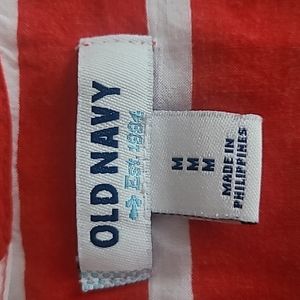 OLD NAVY
Est. 1994
M
M
M
MADE IN
PHILIPPINES